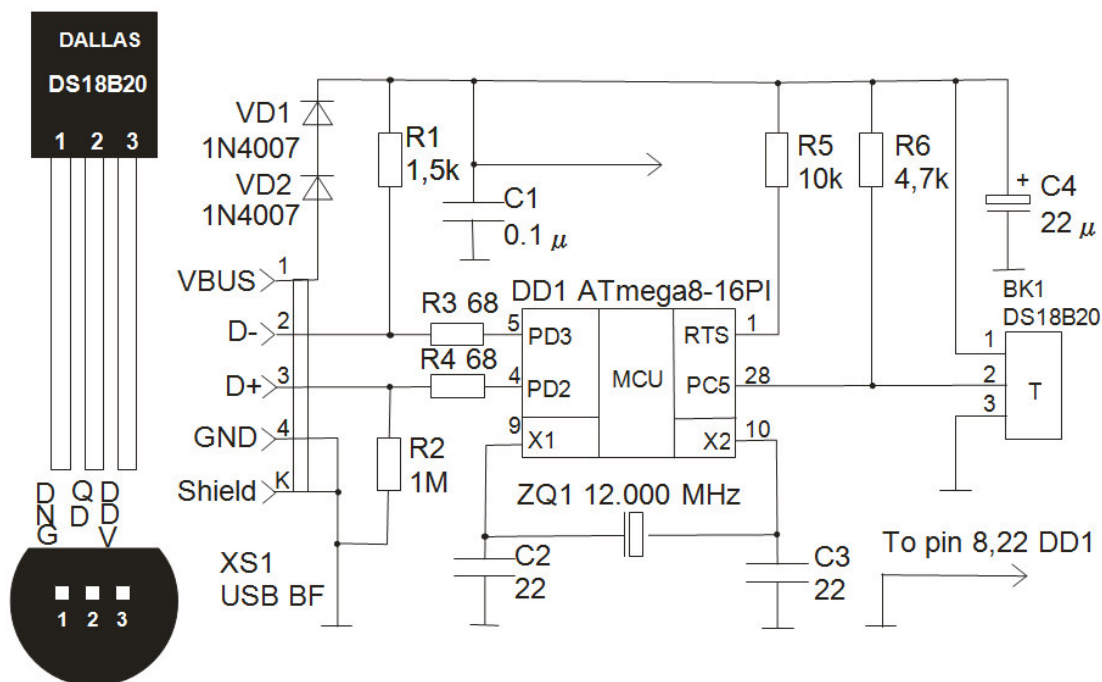 DALLAS
DS18B20
1 2 3
DNG
QD
DDV
1 2 3
VD1
1N4007
VD2
1N4007
R1
1,5k
C1
0.1 μ
R5
10k
R6
4,7k
+
C4
22 μ
VBUS
1
D-
2
D+
3
GND
4
Shield
K
XS1
USB BF
R3 68
R4 68
R2
1M
DD1 ATmega8-16PI
5
PD3
4
PD2
9
X1
MCU
RTS
1
PC5
28
X2
10
ZQ1 12.000 MHz
C2
22
C3
22
BK1
DS18B20
1
2
3
T
To pin 8,22 DD1